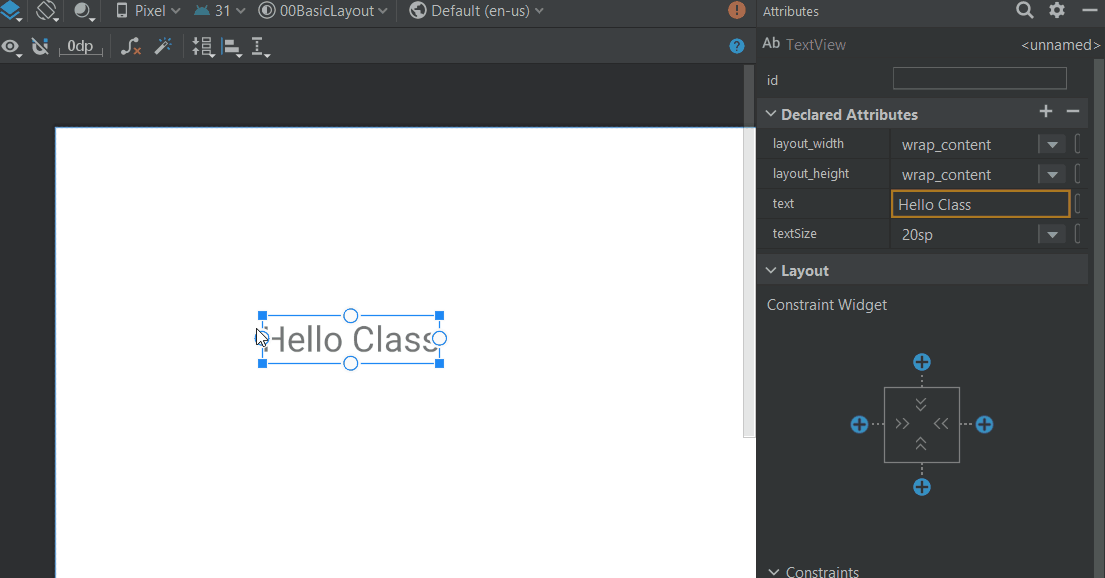 Pixel 31 00BasicLayout Default (en-us)
Attributes
0dp
Ab TextView <unnamed>
id
Declared Attributes
layout_width wrap_content
layout_height wrap_content
text Hello Class
textSize 20sp
Layout
Constraint Widget
Hello Class
Constraints